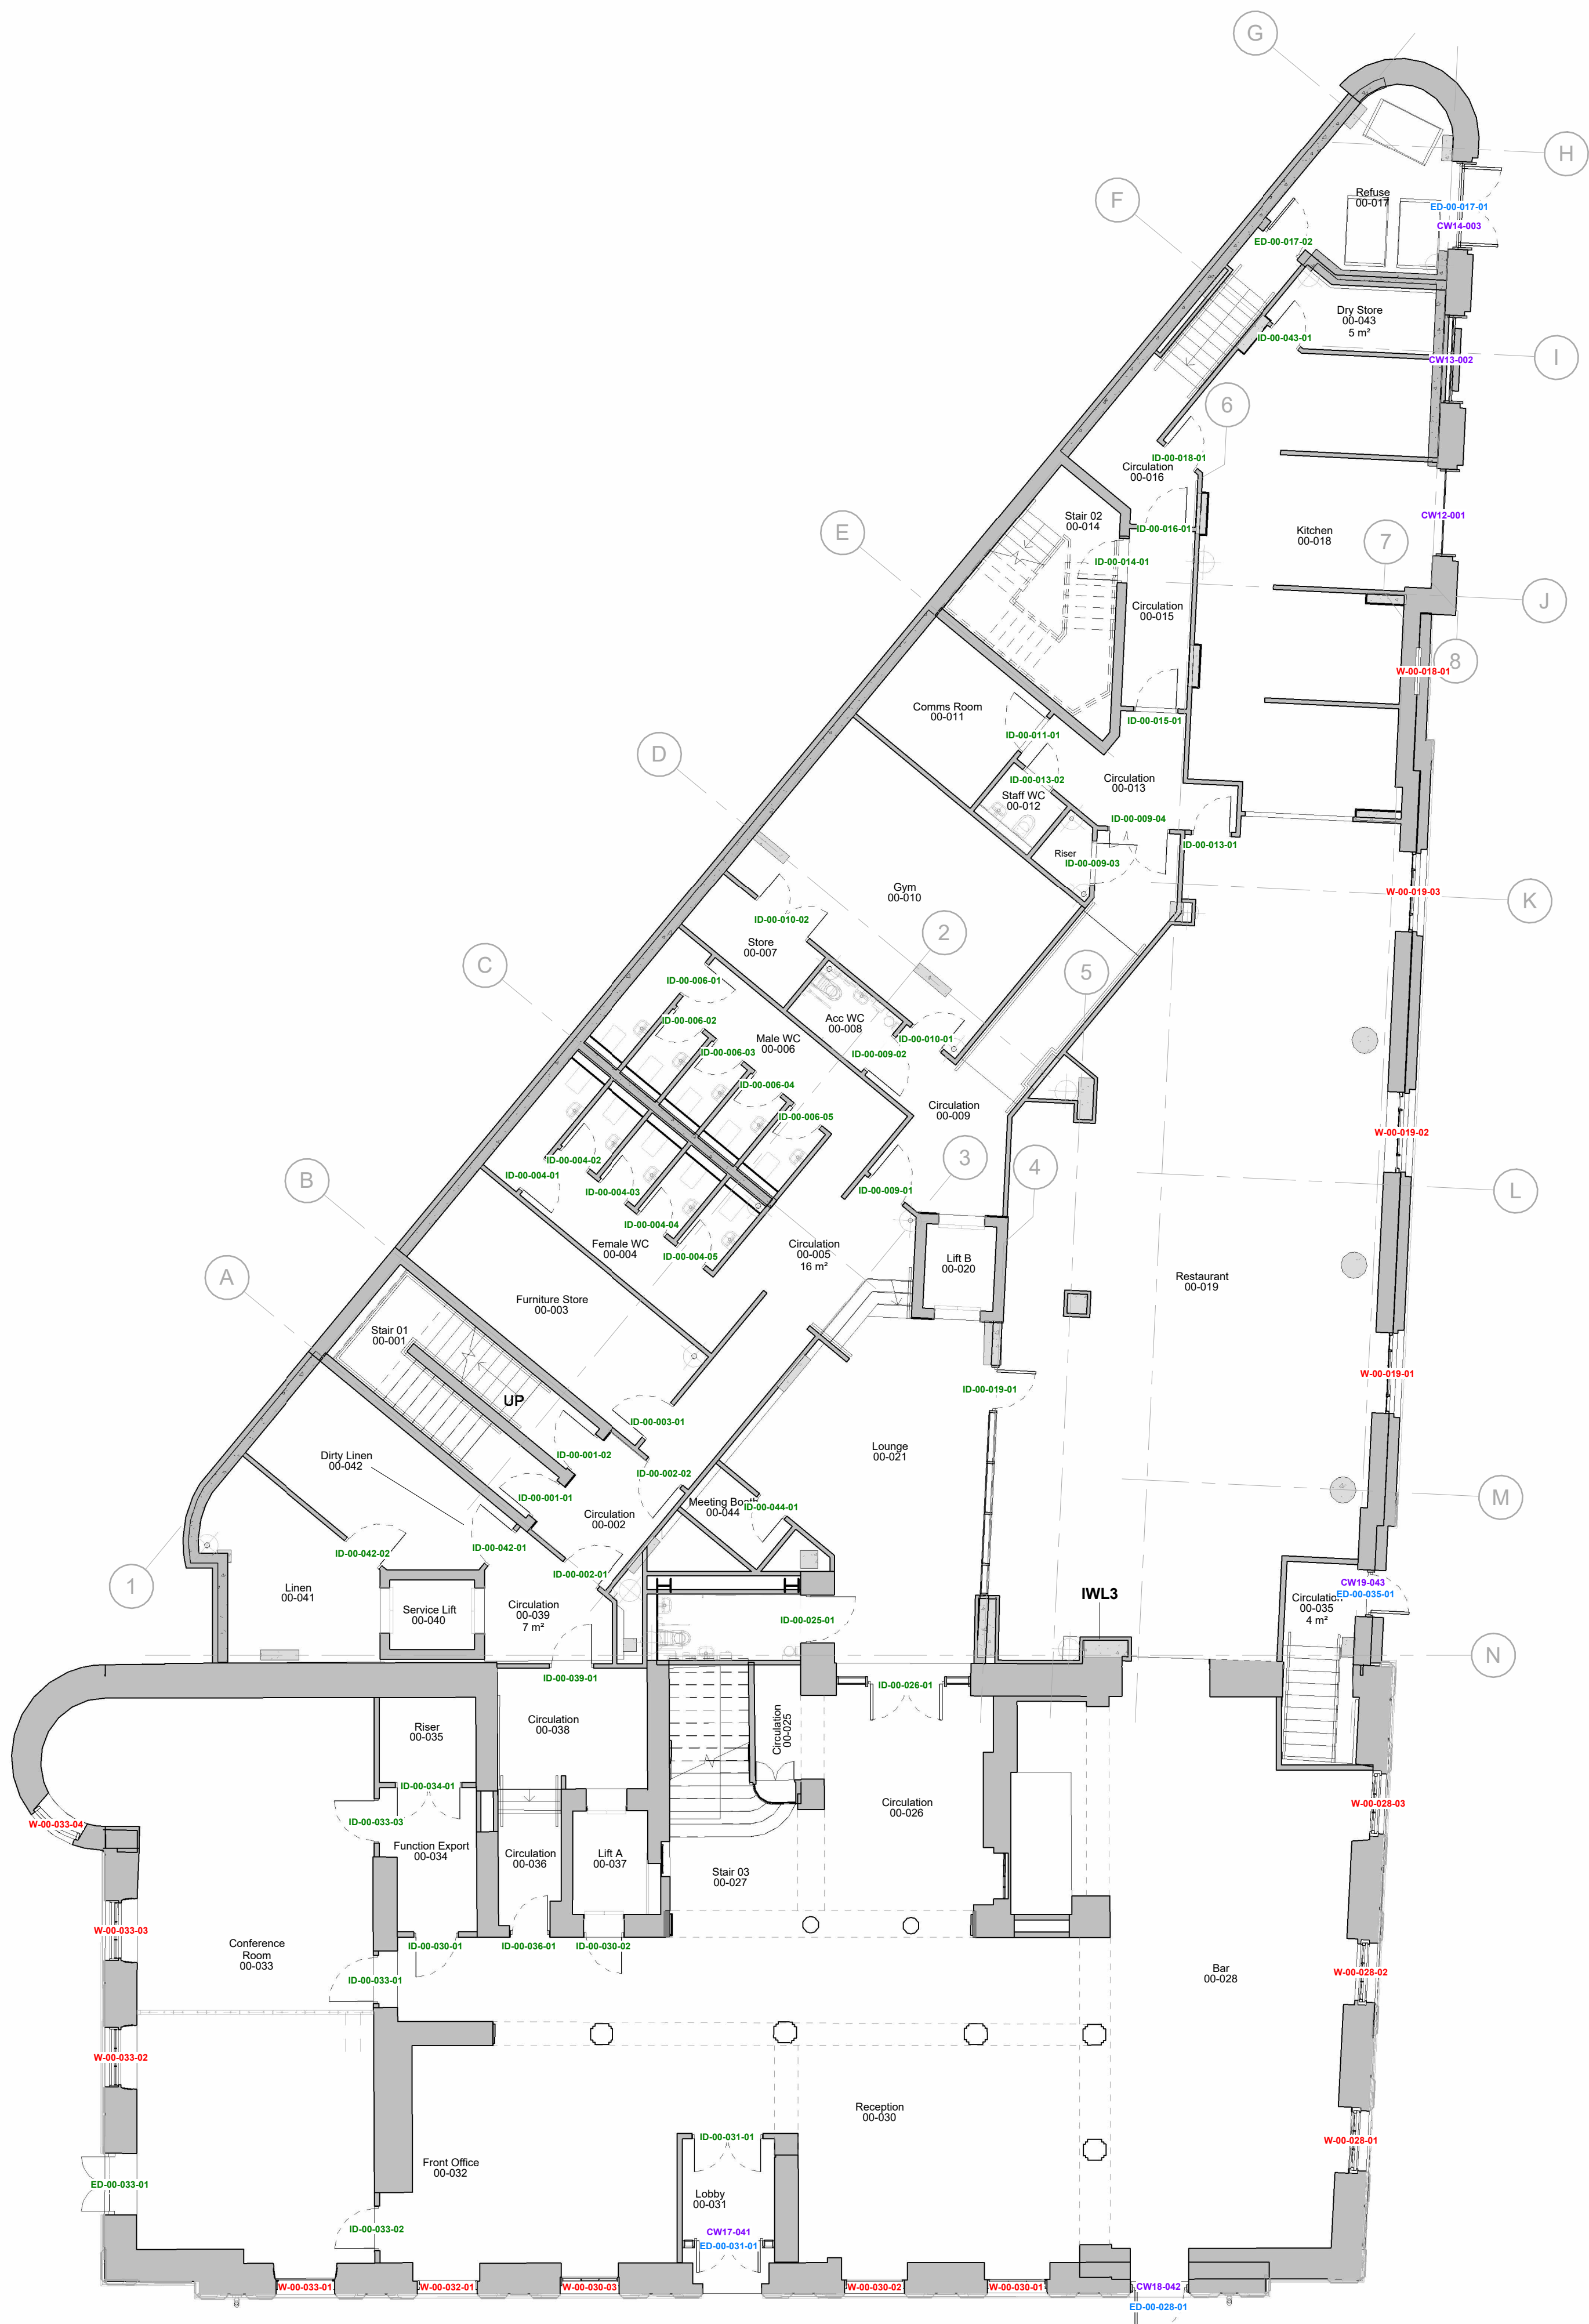 G
H
Refuse
00-017
ED-00-017-01
F
CW14-003
ED-00-017-02
Dry Store
00-043
5 m²
ID-00-043-01
I
CW13-002
6
ID-00-018-01
Circulation
00-016
Stair 02
00-014
CW12-001
ID-00-016-01
E
Kitchen
00-018
7
ID-00-014-01
J
Circulation
00-015
8
W-00-018-01
Comms Room
00-011
ID-00-015-01
ID-00-011-01
D
ID-00-013-02
Circulation
00-013
Staff WC
00-012
ID-00-009-04
ID-00-013-01
Riser
ID-00-009-03
Gym
00-010
W-00-019-03
K
ID-00-010-02
2
Store
00-007
C
5
ID-00-006-01
ID-00-006-02
Acc WC
00-008
Male WC
00-006
ID-00-010-01
ID-00-006-03
ID-00-009-02
ID-00-006-04
Circulation
00-009
ID-00-006-05
W-00-019-02
ID-00-004-02
3
4
ID-00-004-01
B
ID-00-004-03
ID-00-009-01
L
ID-00-004-04
Female WC
00-004
ID-00-004-05
Circulation
00-005
16 m²
Lift B
00-020
A
Restaurant
00-019
Furniture Store
00-003
Stair 01
00-001
W-00-019-01
ID-00-019-01
UP
ID-00-003-01
Lounge
00-021
Dirty Linen
00-042
ID-00-001-02
ID-00-002-02
ID-00-001-01
Meeting Booth
00-044
ID-00-044-01
M
Circulation
00-002
ID-00-042-02
ID-00-042-01
ID-00-002-01
1
CW19-043
ED-00-035-01
Linen
00-041
IWL3
Circulation
00-035
4 m²
Service Lift
00-040
Circulation
00-039
7 m²
ID-00-025-01
N
ID-00-039-01
ID-00-026-01
Circulation
00-038
Riser
00-035
Circulation
00-025
ID-00-034-01
Circulation
00-026
W-00-028-03
W-00-033-04
ID-00-033-03
Function Export
00-034
Circulation
00-036
Lift A
00-037
Stair 03
00-027
W-00-033-03
Conference
Room
00-033
ID-00-030-01
ID-00-036-01
ID-00-030-02
ID-00-033-01
Bar
00-028
W-00-028-02
W-00-033-02
Reception
00-030
ID-00-031-01
W-00-028-01
Front Office
00-032
ED-00-033-01
Lobby
00-031
ID-00-033-02
CW17-041
ED-00-031-01
W-00-033-01
W-00-032-01
W-00-030-03
W-00-030-02
W-00-030-01
CW18-042
ED-00-028-01